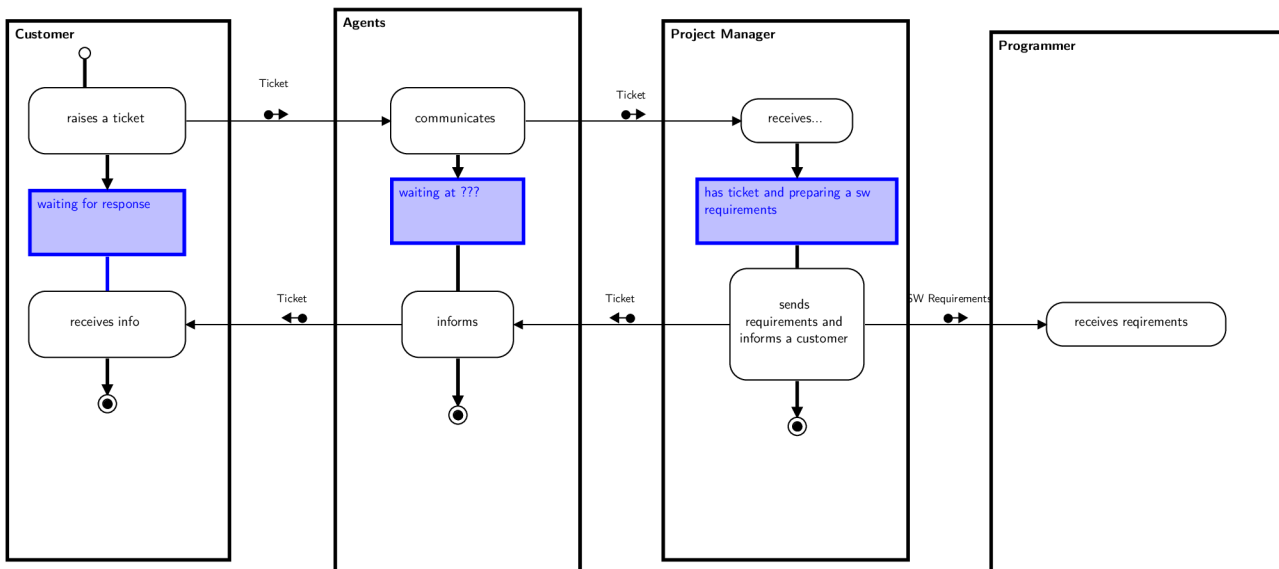 Customer
Agents
Project Manager
Programmer
Ticket
Ticket
raises a ticket
communicates
receives...
waiting for response
waiting at ???
has ticket and preparing a sw
requirements
Ticket
Ticket
SW Requirements
receives info
informs
sends
requirements and
informs a customer
receives reqirements